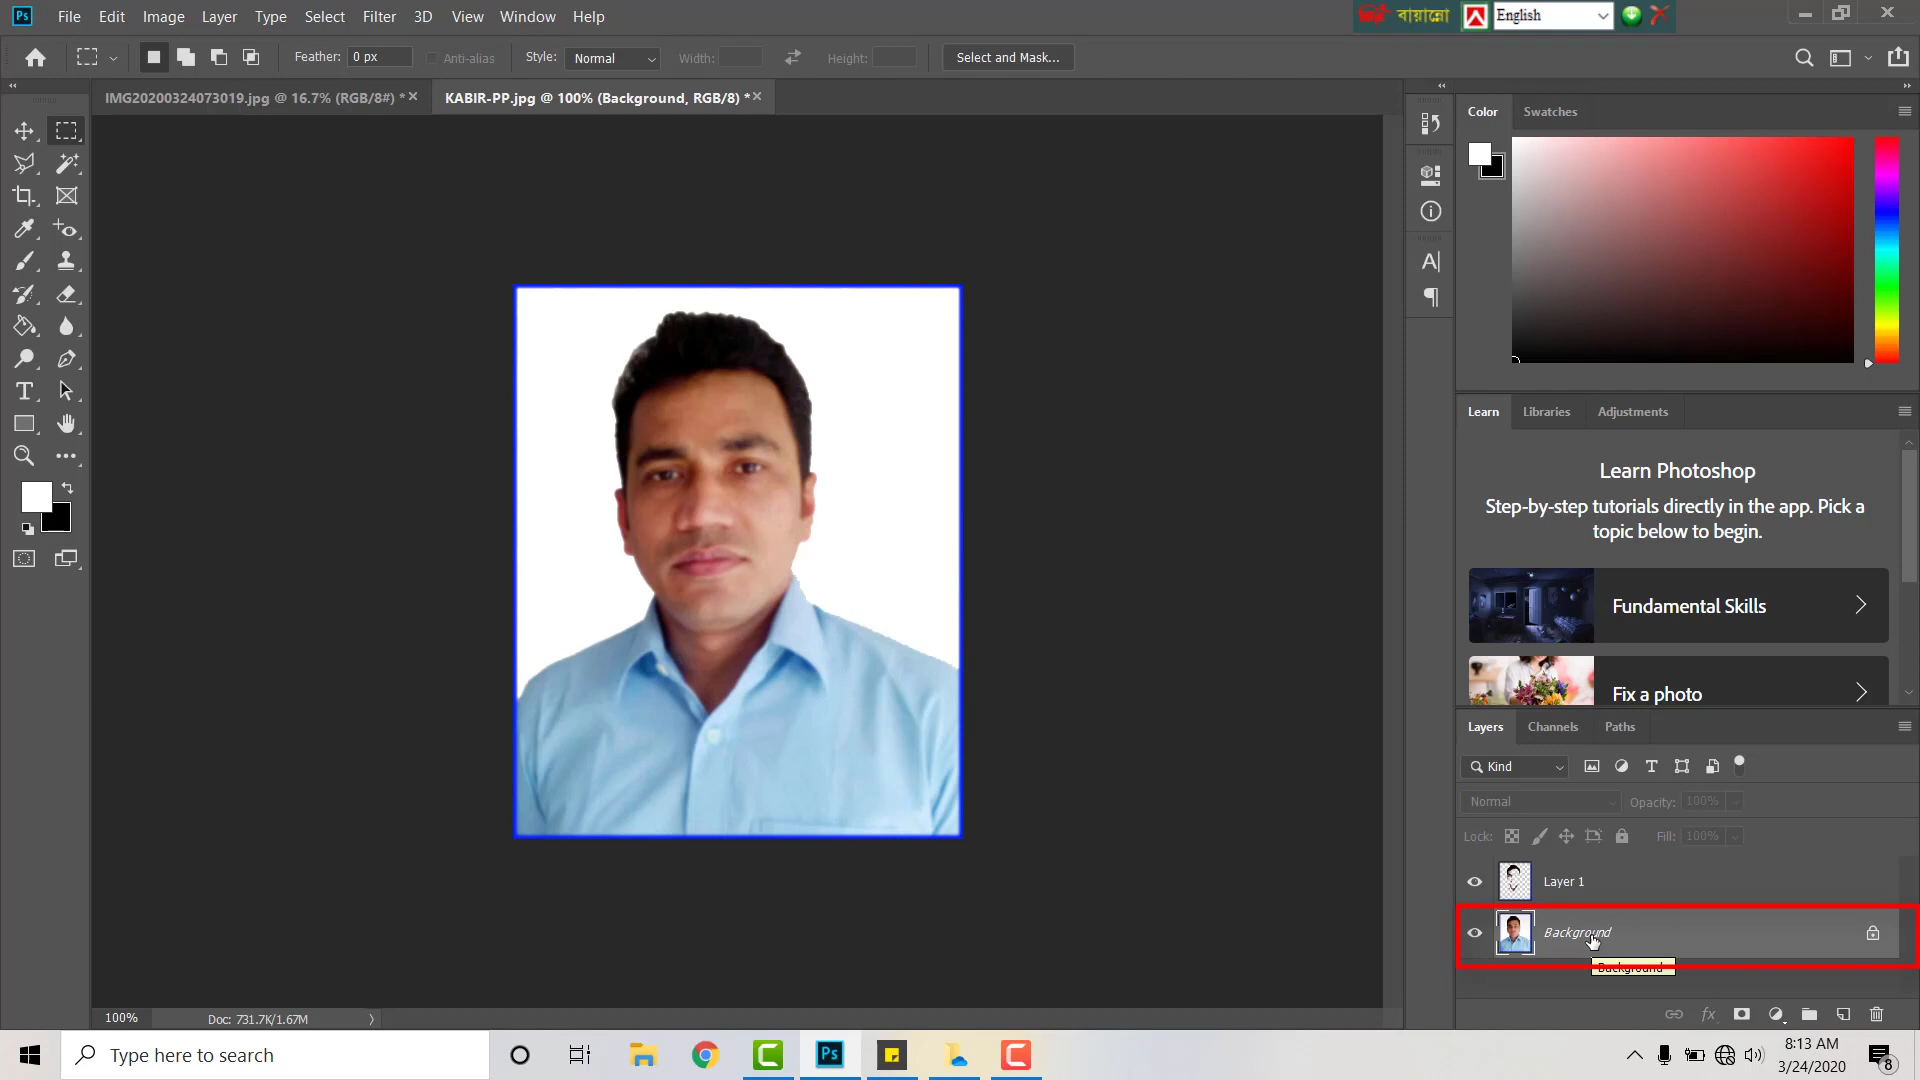 Ps File Edit Image Layer Type Select Filter 3D View Window Help
বায়ান্নো English
Feather: 0 px Anti-alias Style: Normal Width: Height: Select and Mask...
IMG20200324073019.jpg @ 16.7% (RGB/8#) * KABIR-PP.jpg @ 100% (Background, RGB/8) *
Color Swatches
Learn Libraries Adjustments
Learn Photoshop
Step-by-step tutorials directly in the app. Pick a
topic below to begin.
Fundamental Skills
Fix a photo
Layers Channels Paths
Kind
Normal Opacity: 100%
Lock: Fill: 100%
Layer 1
Background
Background
100% Doc: 731.7K/1.67M
Type here to search
Ps
8:13 AM
3/24/2020
8